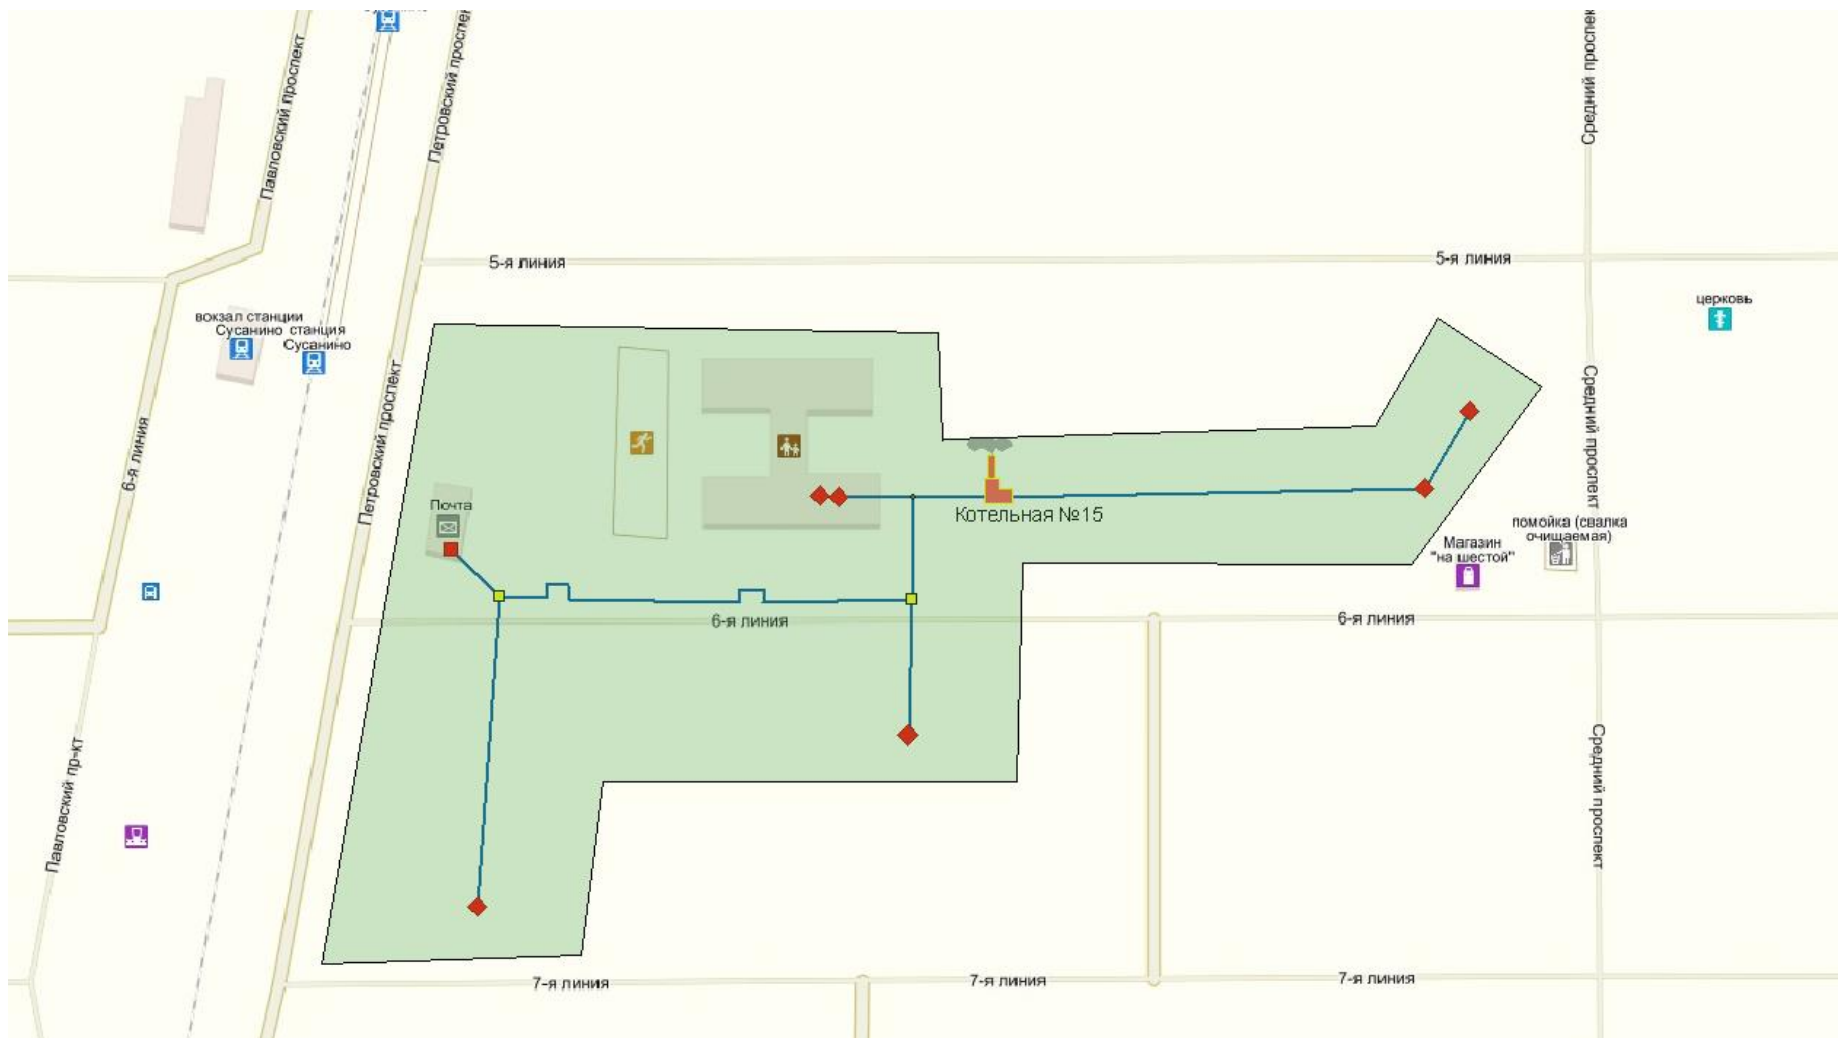 Павловский проспект
Петровский проспек
Средний проспек
5-я линия
5-я линия
церковь
вокзал станции
Сусанино
станция
Сусанино
Петровский проспект
Средний проспект
6-я линия
Почта
Котельная №15
помойка (свалка
очищаемая)
Магазин
"на шестой"
6-я линия
6-я линия
Павловский пр-кт
Средний проспект
7-я линия
7-я линия
7-я линия